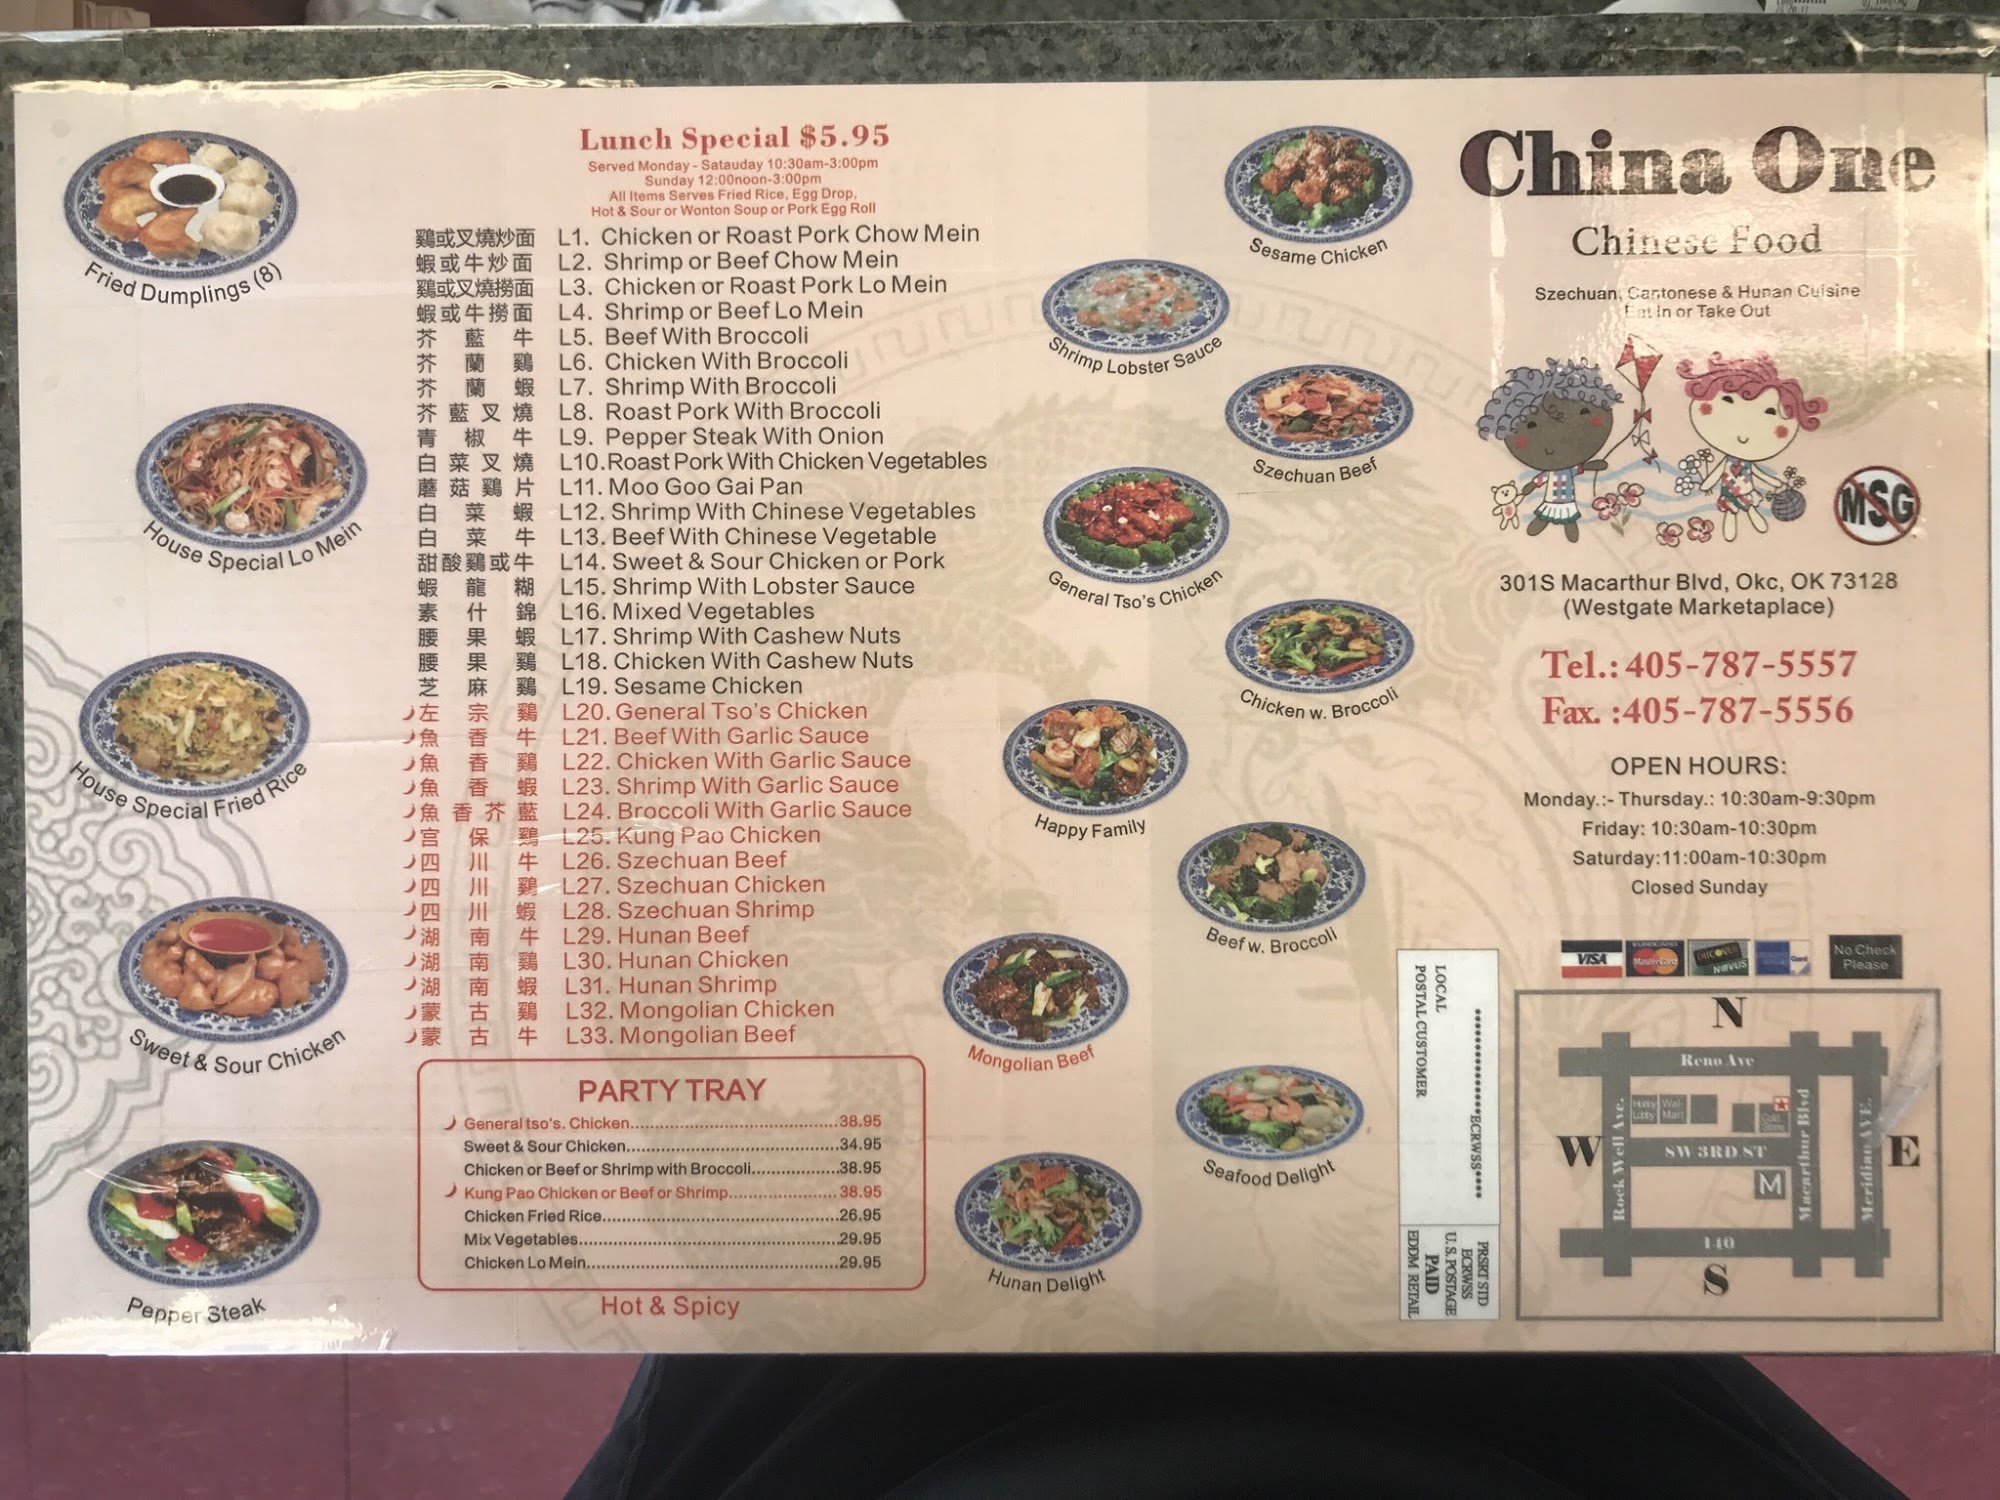 Fried Dumplings (8)
House Special Lo Mein
House Special Fried Rice
Sweet & Sour Chicken
Pepper Steak
Lunch Special $5.95
Served Monday - Satauday 10:30am-3:00pm
Sunday 12:00noon-3:00pm
All Items Serves Fried Rice, Egg Drop,
Hot & Sour or Wonton Soup or Pork Egg Roll
鷄或叉燒炒面 L1. Chicken or Roast Pork Chow Mein
蝦或牛炒面 L2. Shrimp or Beef Chow Mein
鷄或叉燒撈面 L3. Chicken or Roast Pork Lo Mein
蝦或牛撈面 L4. Shrimp or Beef Lo Mein
芥藍牛 L5. Beef With Broccoli
芥蘭鷄 L6. Chicken With Broccoli
芥蘭蝦 L7. Shrimp With Broccoli
芥藍叉燒 L8. Roast Pork With Broccoli
青椒牛 L9. Pepper Steak With Onion
白菜叉燒 L10.Roast Pork With Chicken Vegetables
蘑菇鷄片 L11. Moo Goo Gai Pan
白菜蝦 L12. Shrimp With Chinese Vegetables
白菜牛 L13. Beef With Chinese Vegetable
甜酸鷄或牛 L14. Sweet & Sour Chicken or Pork
蝦龍糊 L15. Shrimp With Lobster Sauce
素什錦 L16. Mixed Vegetables
腰果蝦 L17. Shrimp With Cashew Nuts
腰果鷄 L18. Chicken With Cashew Nuts
芝麻鷄 L19. Sesame Chicken
左宗鷄 L20. General Tso's Chicken
魚香牛 L21. Beef With Garlic Sauce
魚香鷄 L22. Chicken With Garlic Sauce
魚香蝦 L23. Shrimp With Garlic Sauce
魚香芥藍 L24. Broccoli With Garlic Sauce
宫保鷄 L25. Kung Pao Chicken
四川牛 L26. Szechuan Beef
四川鷄 L27. Szechuan Chicken
四川蝦 L28. Szechuan Shrimp
湖南牛 L29. Hunan Beef
湖南鷄 L30. Hunan Chicken
湖南蝦 L31. Hunan Shrimp
蒙古鷄 L32. Mongolian Chicken
蒙古牛 L33. Mongolian Beef
PARTY TRAY
General tso's. Chicken..........38.95
Sweet & Sour Chicken..........34.95
Chicken or Beef or Shrimp with Broccoli..........38.95
Kung Pao Chicken or Beef or Shrimp..........38.95
Chicken Fried Rice..........26.95
Mix Vegetables..........29.95
Chicken Lo Mein..........29.95
Hot & Spicy
Sesame Chicken
Shrimp Lobster Sauce
Szechuan Beef
General Tso's Chicken
Chicken w. Broccoli
Happy Family
Beef w. Broccoli
Mongolian Beef
Seafood Delight
Hunan Delight
China One
Chinese Food
Szechuan, Cantonese & Hunan Cuisine
Eat In or Take Out
MSG
301S Macarthur Blvd, Okc, OK 73128
(Westgate Marketaplace)
Tel.: 405-787-5557
Fax. :405-787-5556
OPEN HOURS:
Monday.:- Thursday.: 10:30am-9:30pm
Friday: 10:30am-10:30pm
Saturday:11:00am-10:30pm
Closed Sunday
VISA
EUROCARD
MasterCard
DISCOVER
NOVUS
Card
No Check
Please
****************ECRWSS****
LOCAL
POSTAL CUSTOMER
PRSRT STD
ECRWSS
U.S. POSTAGE
PAID
EDDM RETAIL
N
Reno Ave
Rock Well Ave.
Hobby
Lobby
Wal-
Mart
Macarthur Blvd
Meridian AVE.
W
SW 3RD ST
E
M
140
S